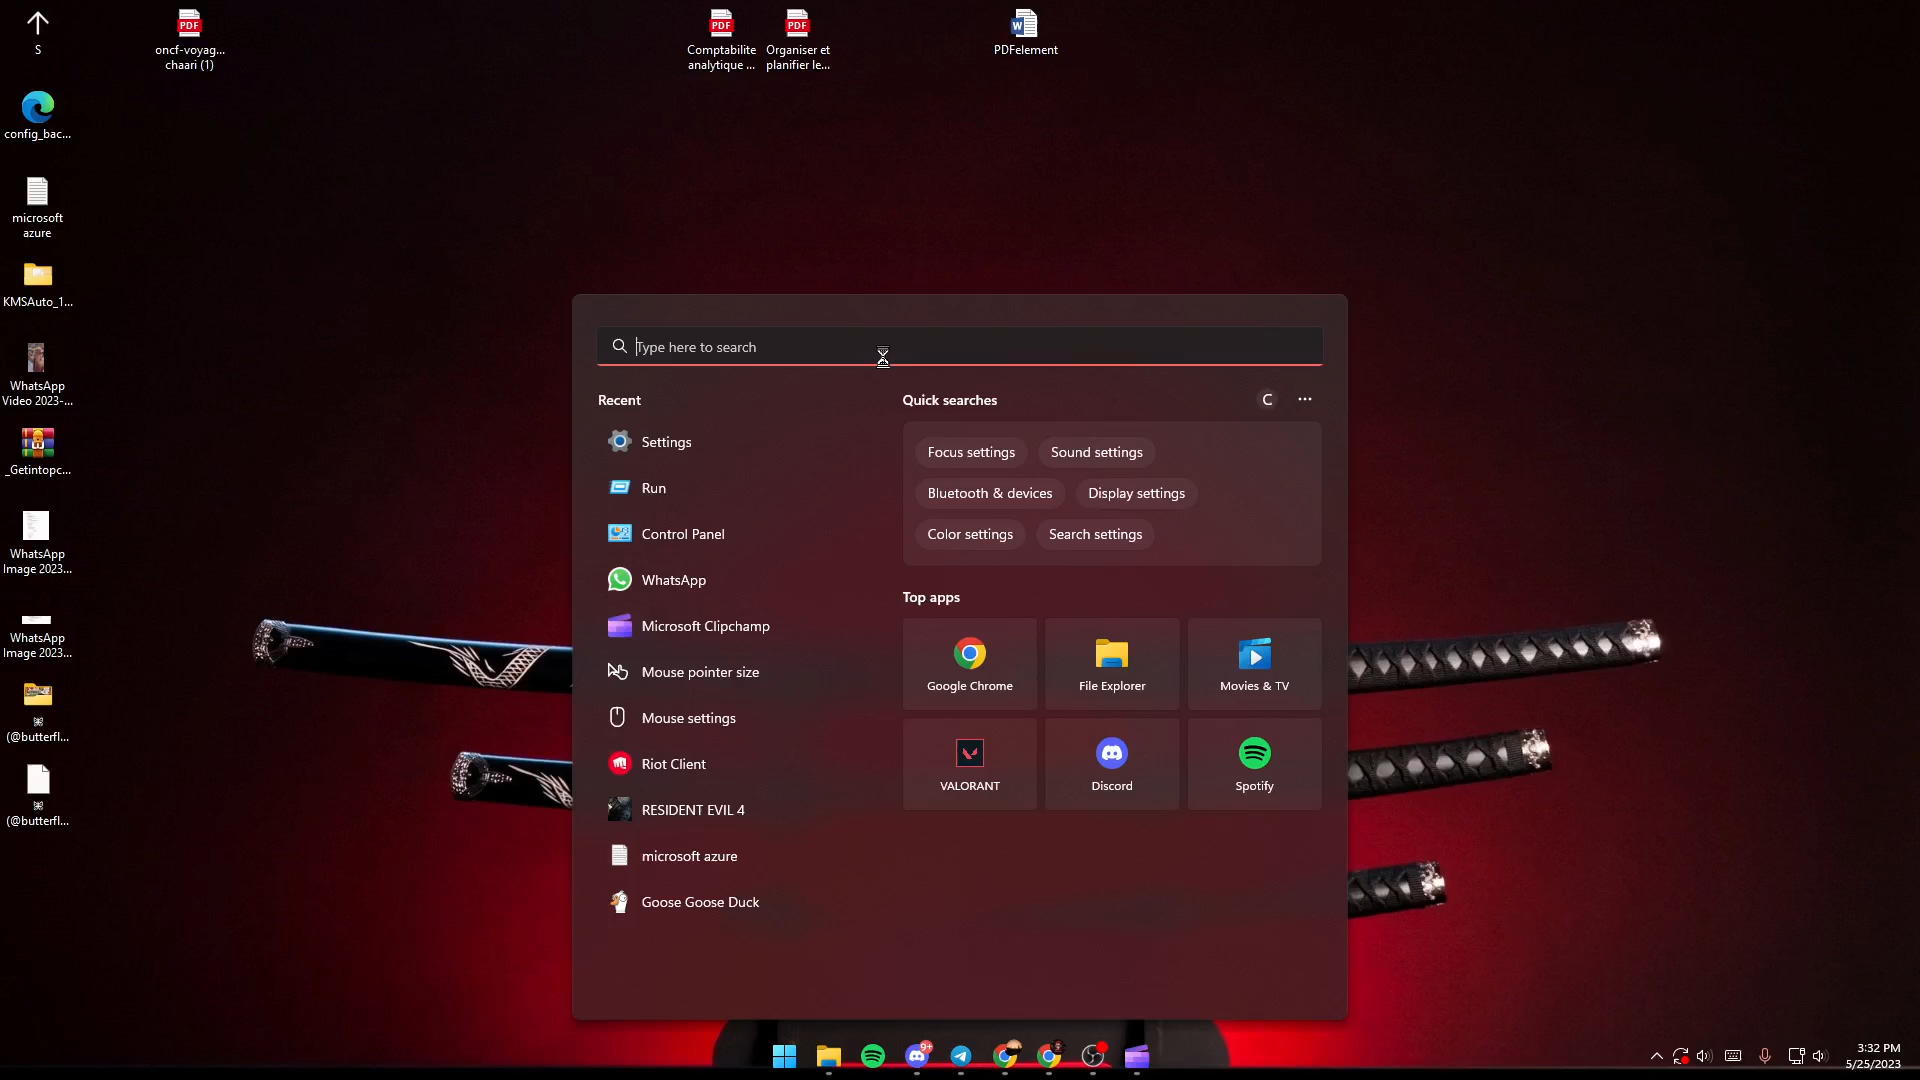 S
oncf-voyag...
chaari (1)
Comptabilite
analytique ...
Organiser et
planifier le...
PDFelement
config_bac...
microsoft
azure
KMSAuto_1...
WhatsApp
Video 2023-...
_Getintopc...
WhatsApp
Image 2023...
WhatsApp
Image 2023...
(@butterfl...
(@butterfl...
Type here to search
Recent
Settings
Run
Control Panel
WhatsApp
Microsoft Clipchamp
Mouse pointer size
Mouse settings
Riot Client
RESIDENT EVIL 4
microsoft azure
Goose Goose Duck
Quick searches
C
Focus settings
Sound settings
Bluetooth & devices
Display settings
Color settings
Search settings
Top apps
Google Chrome
File Explorer
Movies & TV
VALORANT
Discord
Spotify
9+
3:32 PM
5/25/2023